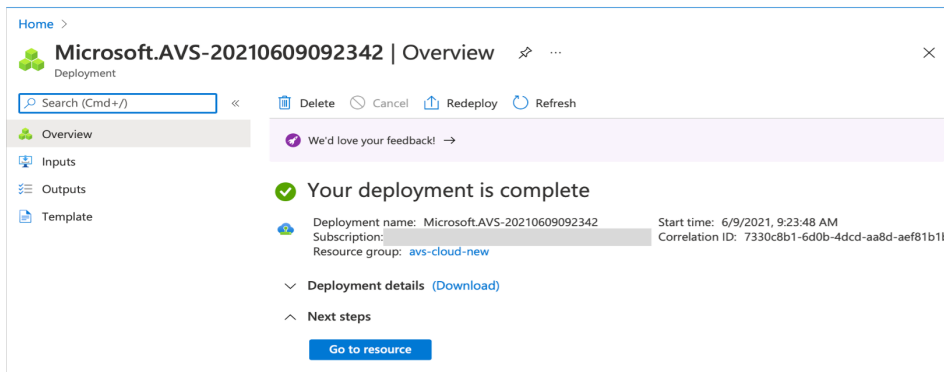 Home >
Microsoft.AVS-20210609092342 | Overview
Deployment
Search (Cmd+/)
Delete Cancel Redeploy Refresh
Overview
We'd love your feedback! →
Inputs
Outputs
Template
Your deployment is complete
Deployment name: Microsoft.AVS-20210609092342 Start time: 6/9/2021, 9:23:48 AM
Subscription: Correlation ID: 7330c8b1-6d0b-4dcd-aa8d-aef81b1
Resource group: avs-cloud-new
Deployment details (Download)
Next steps
Go to resource